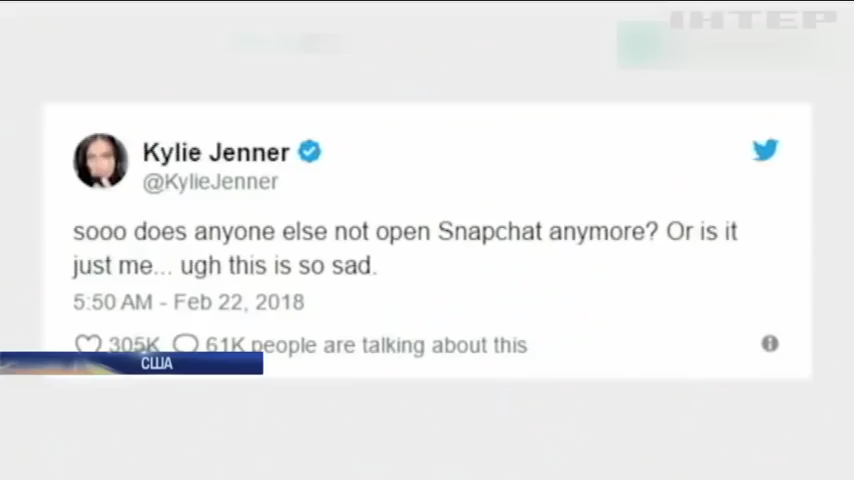 ІНТЕР
Kylie Jenner
@KylieJenner
sooo does anyone else not open Snapchat anymore? Or is it
just me... ugh this is so sad.
5:50 AM - Feb 22, 2018
305K 61K people are talking about this
США